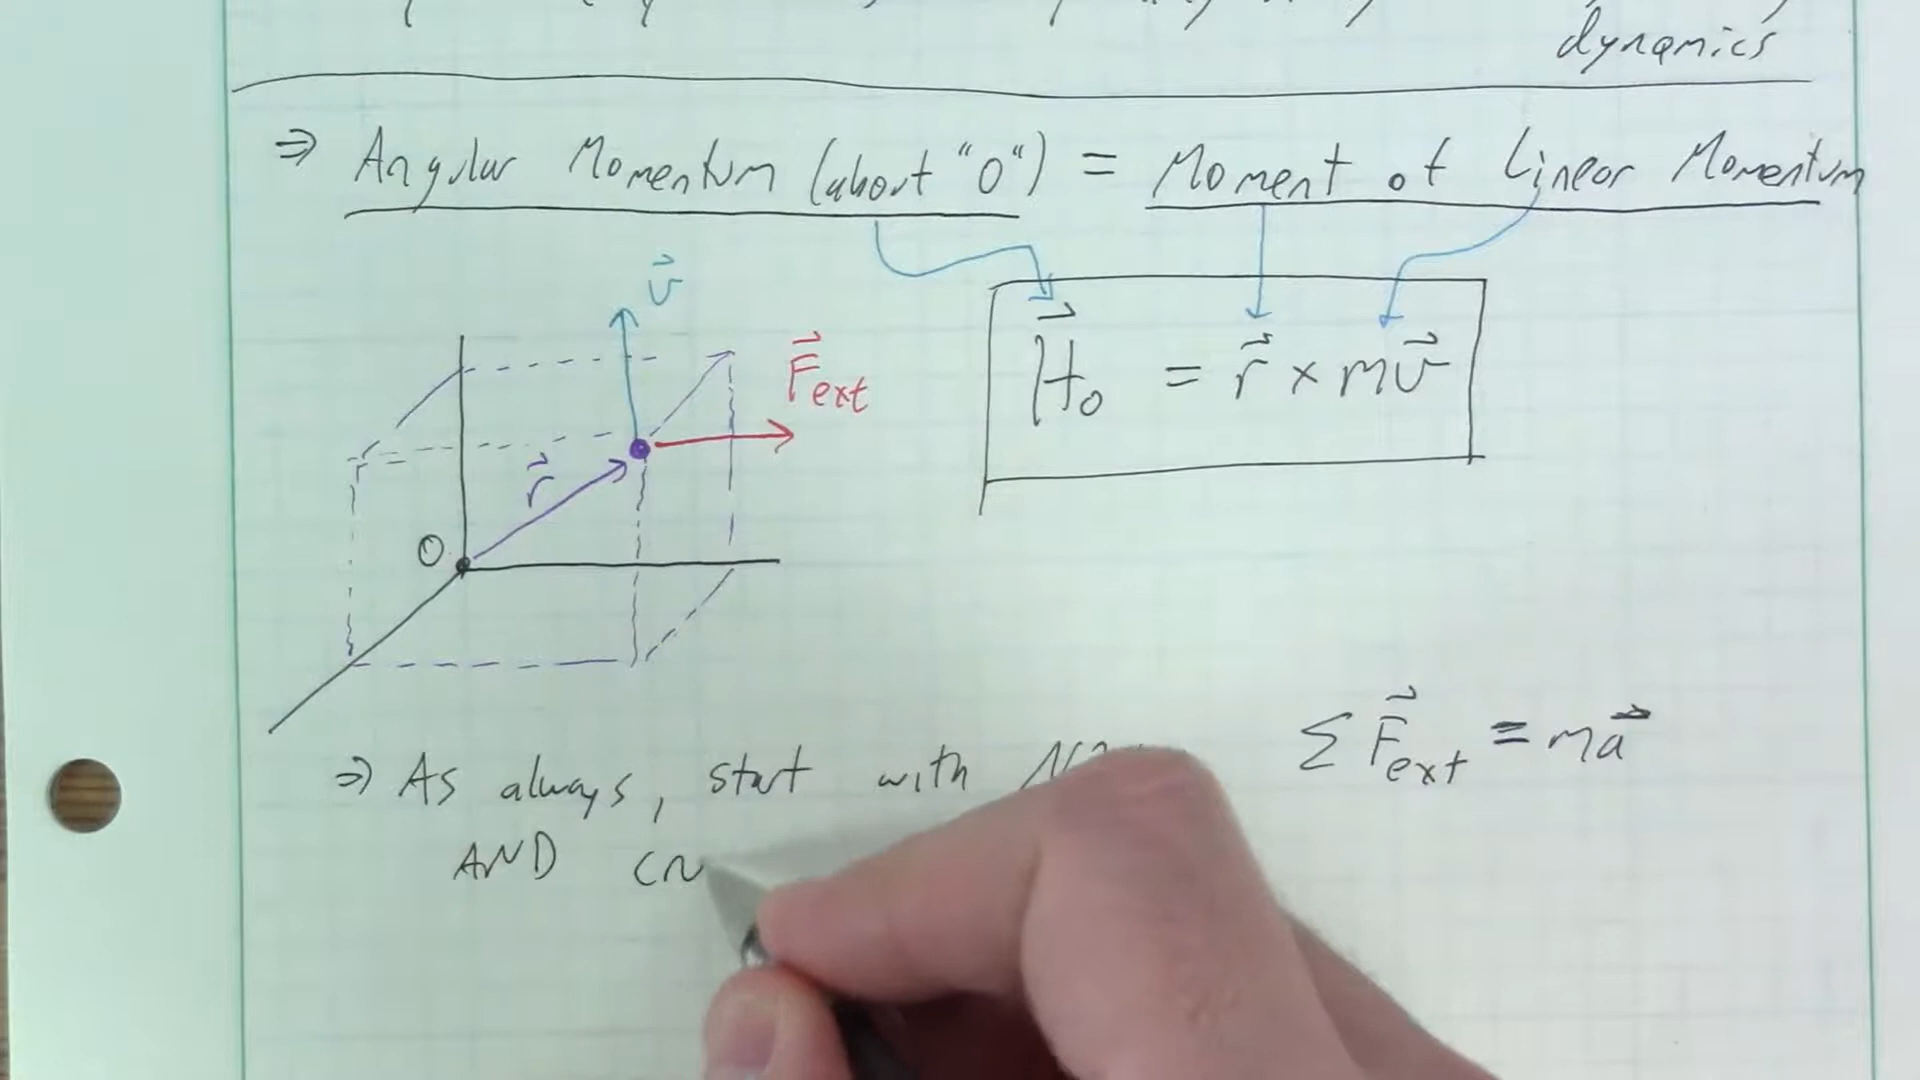 dynamics
⇒ Angular Momentum (about "O") = Moment of Linear Momentum
v⃗
F⃗ext
H⃗o = r⃗ × mv⃗
r⃗
O
⇒ As always, start with
ΣF⃗ext = ma⃗
AND